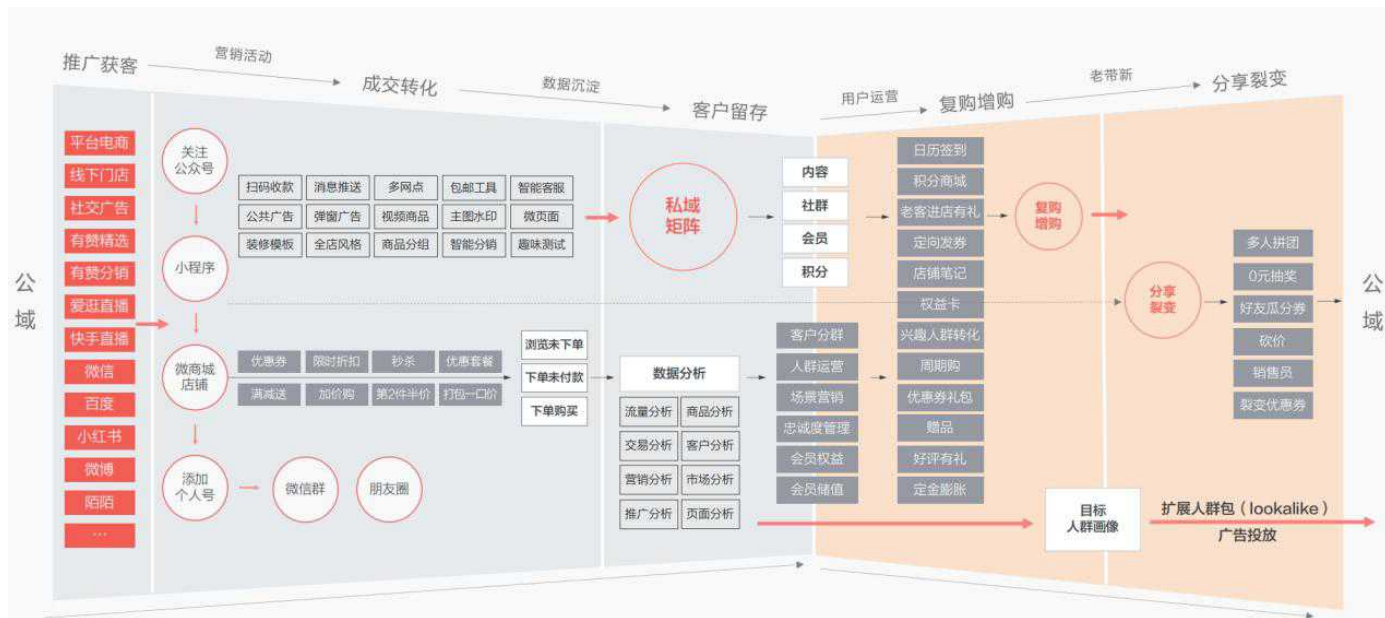 推广获客
营销活动
成交转化
数据沉淀
客户留存
用户运营
复购增购
老带新
分享裂变
公域
平台电商
线下门店
社交广告
有赞精选
有赞分销
爱逛直播
快手直播
微信
百度
小红书
微博
陌陌
...
关注
公众号
小程序
微商城
店铺
添加
个人号
微信群
朋友圈
扫码收款 消息推送 多网点 包邮工具 智能客服
公共广告 弹窗广告 视频商品 主图水印 微页面
装修模板 全店风格 商品分组 智能分销 趣味测试
优惠券 限时折扣 秒杀 优惠套餐
满减送 加价购 第2件半价 打包一口价
浏览未下单
下单未付款
下单购买
私域
矩阵
数据分析
流量分析 商品分析
交易分析 客户分析
营销分析 市场分析
推广分析 页面分析
内容
社群
会员
积分
客户分群
人群运营
场景营销
忠诚度管理
会员权益
会员储值
日历签到
积分商城
老客进店有礼
定向发券
店铺笔记
权益卡
兴趣人群转化
周期购
优惠券礼包
赠品
好评有礼
定金膨胀
复购
增购
分享
裂变
多人拼团
0元抽奖
好友瓜分券
砍价
销售员
裂变优惠券
目标
人群画像
扩展人群包（lookalike）
广告投放
公域